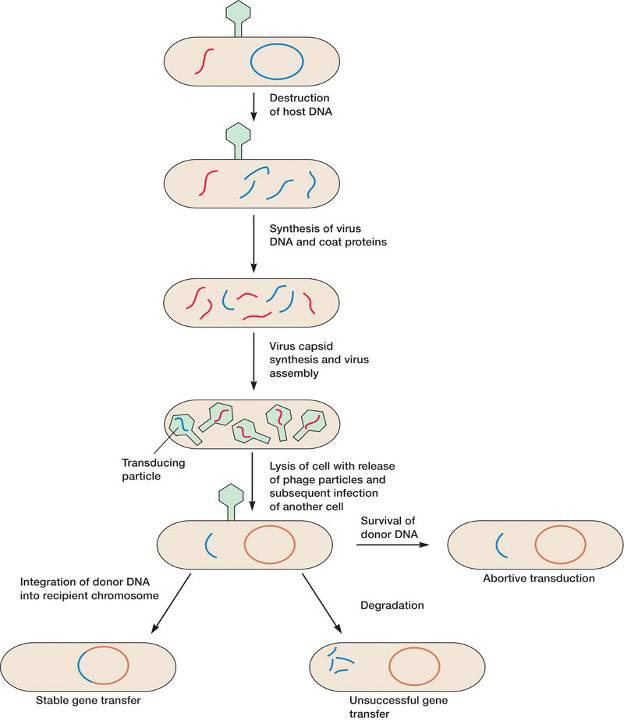 Destruction
of host DNA
Synthesis of virus
DNA and coat proteins
Virus capsid
synthesis and virus
assembly
Transducing
particle
Lysis of cell with release
of phage particles and
subsequent infection
of another cell
Survival of
donor DNA
Abortive transduction
Integration of donor DNA
into recipient chromosome
Degradation
Stable gene transfer
Unsuccessful gene
transfer